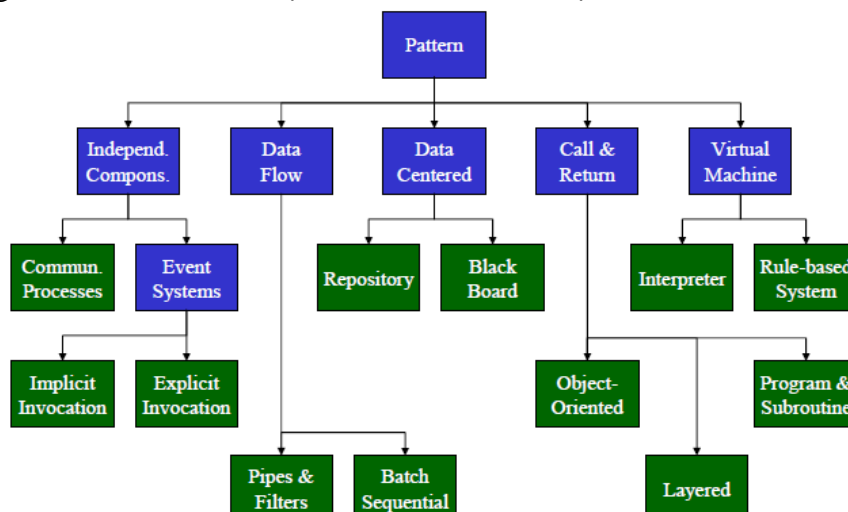 Pattern
Independ.
Compons.
Data
Flow
Data
Centered
Call &
Return
Virtual
Machine
Commun.
Processes
Event
Systems
Repository
Black
Board
Interpreter
Rule-based
System
Implicit
Invocation
Explicit
Invocation
Object-
Oriented
Program &
Subroutine
Pipes &
Filters
Batch
Sequential
Layered